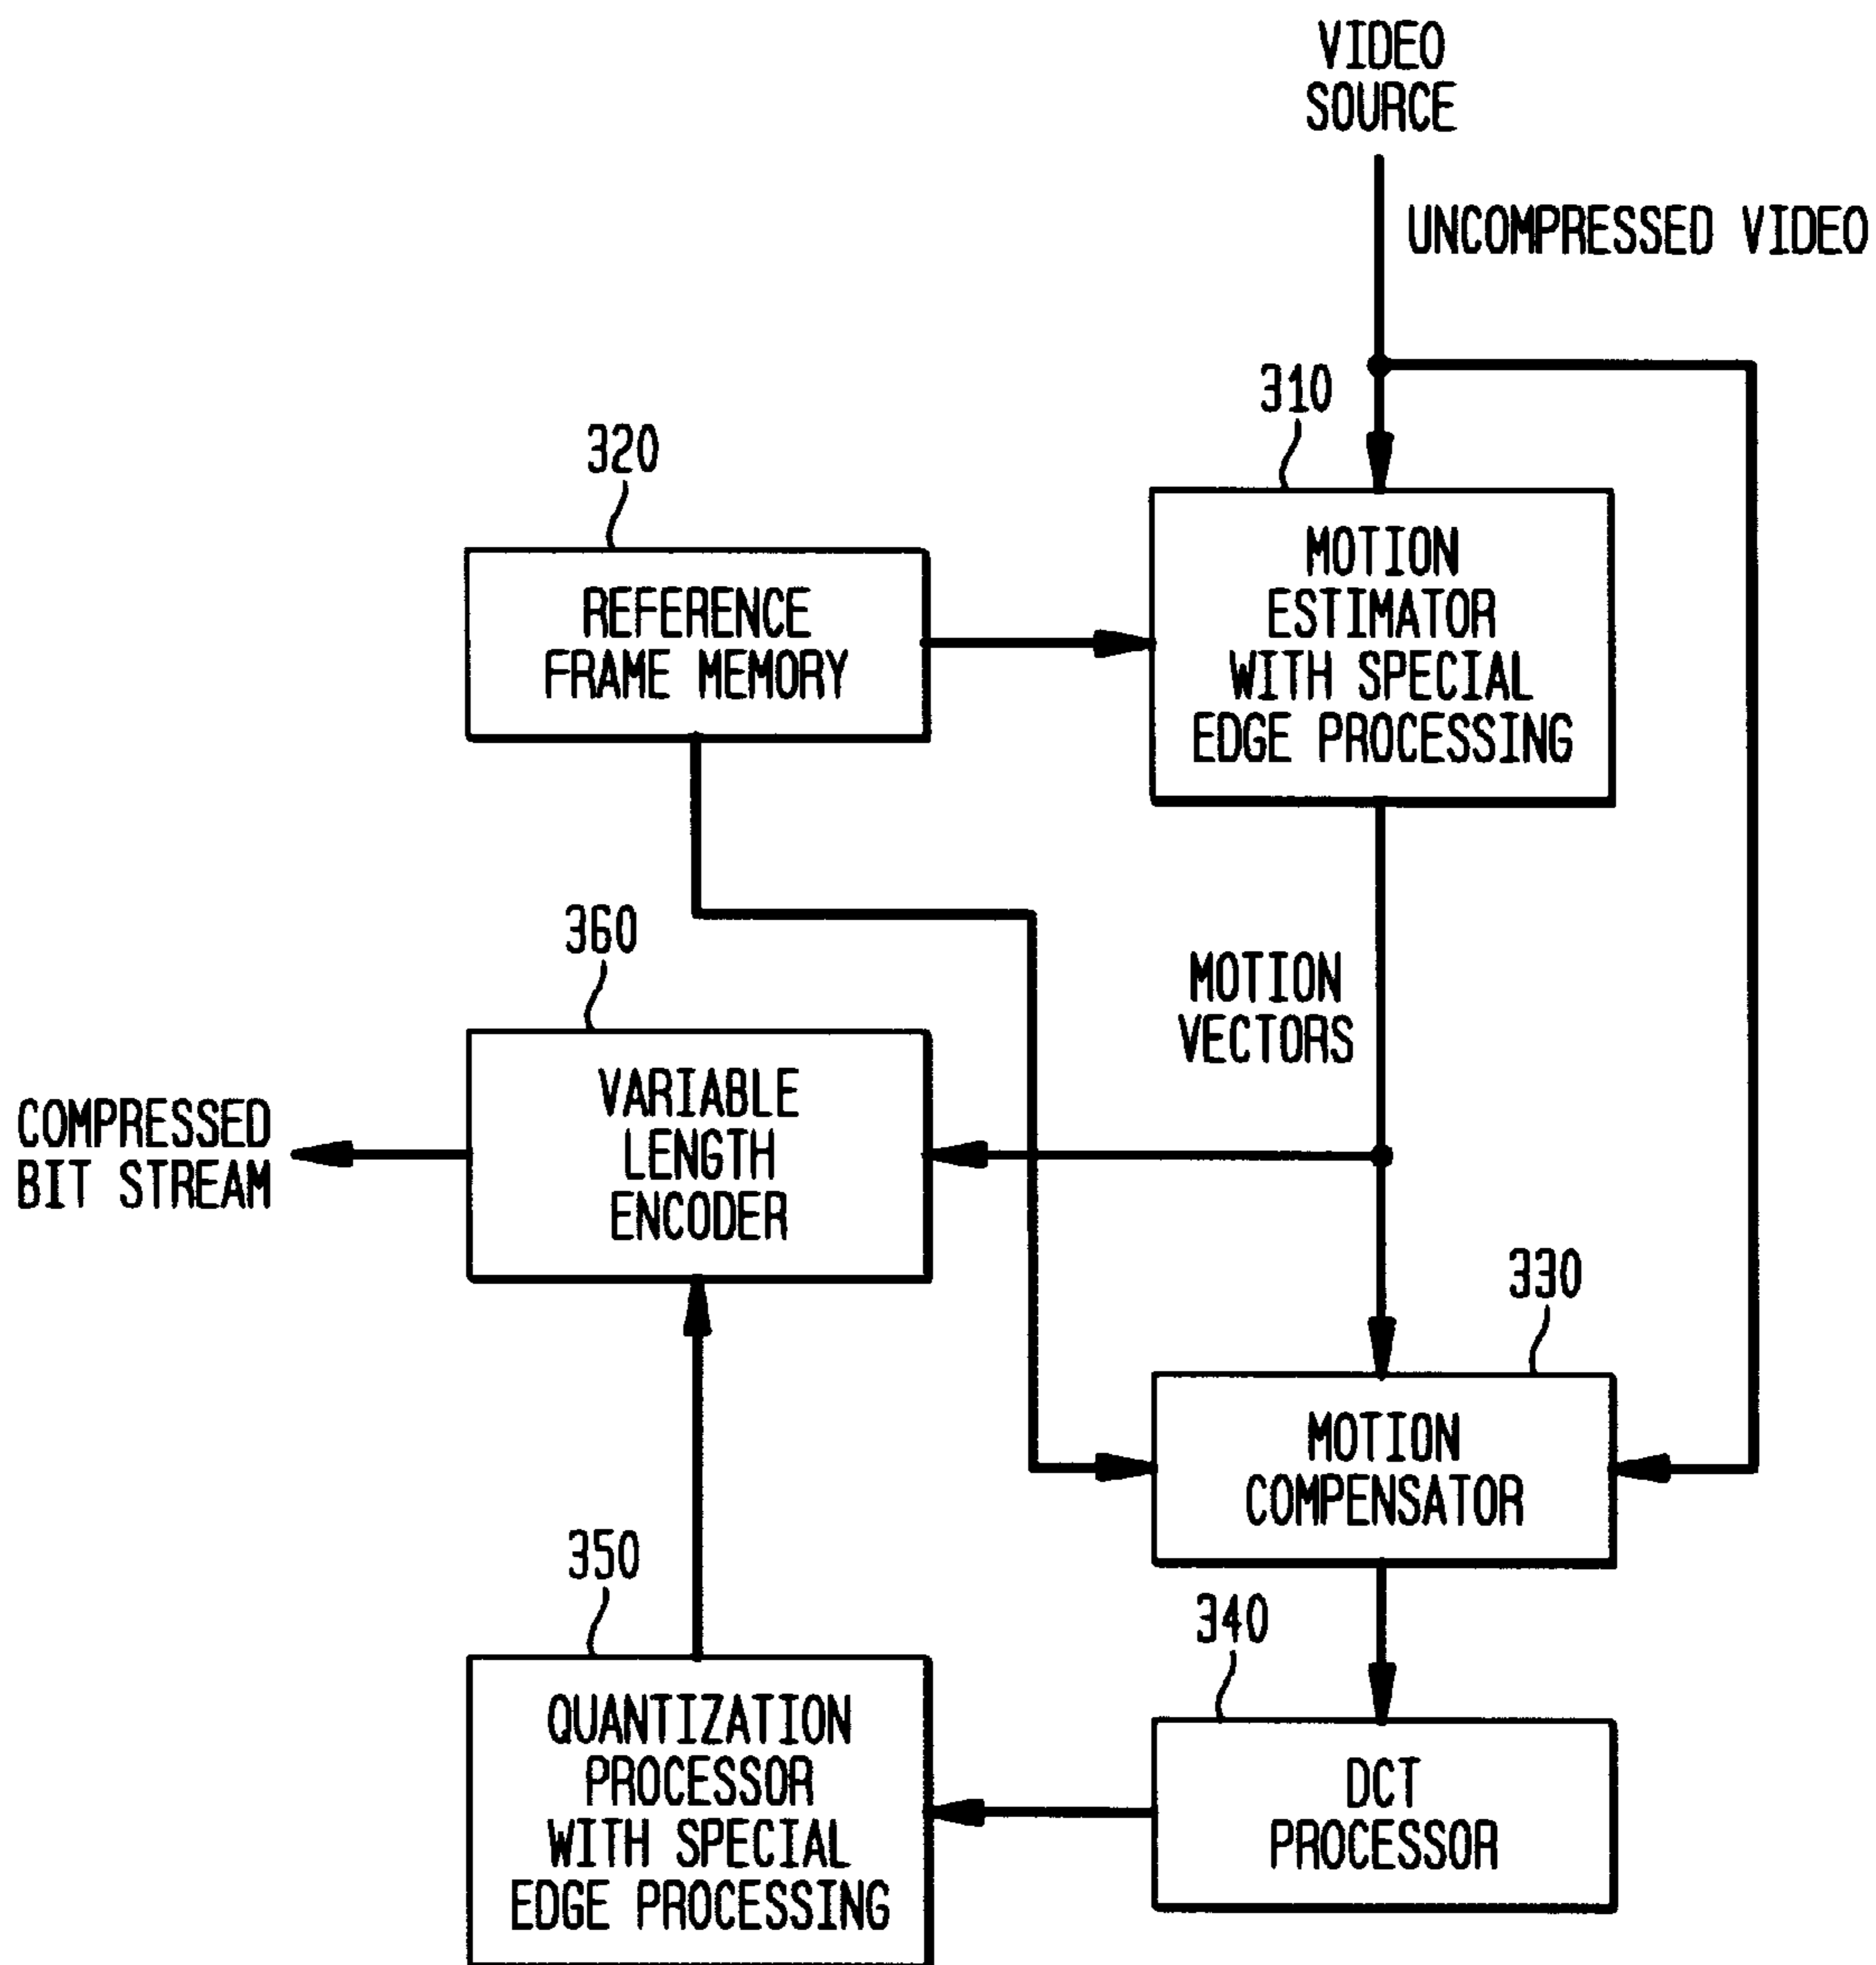 VIDEO
SOURCE
UNCOMPRESSED VIDEO
310
320
MOTION
ESTIMATOR
WITH SPECIAL
EDGE PROCESSING
REFERENCE
FRAME MEMORY
360
MOTION
VECTORS
VARIABLE
LENGTH
ENCODER
COMPRESSED
BIT STREAM
330
MOTION
COMPENSATOR
350
340
QUANTIZATION
PROCESSOR
WITH SPECIAL
EDGE PROCESSING
DCT
PROCESSOR